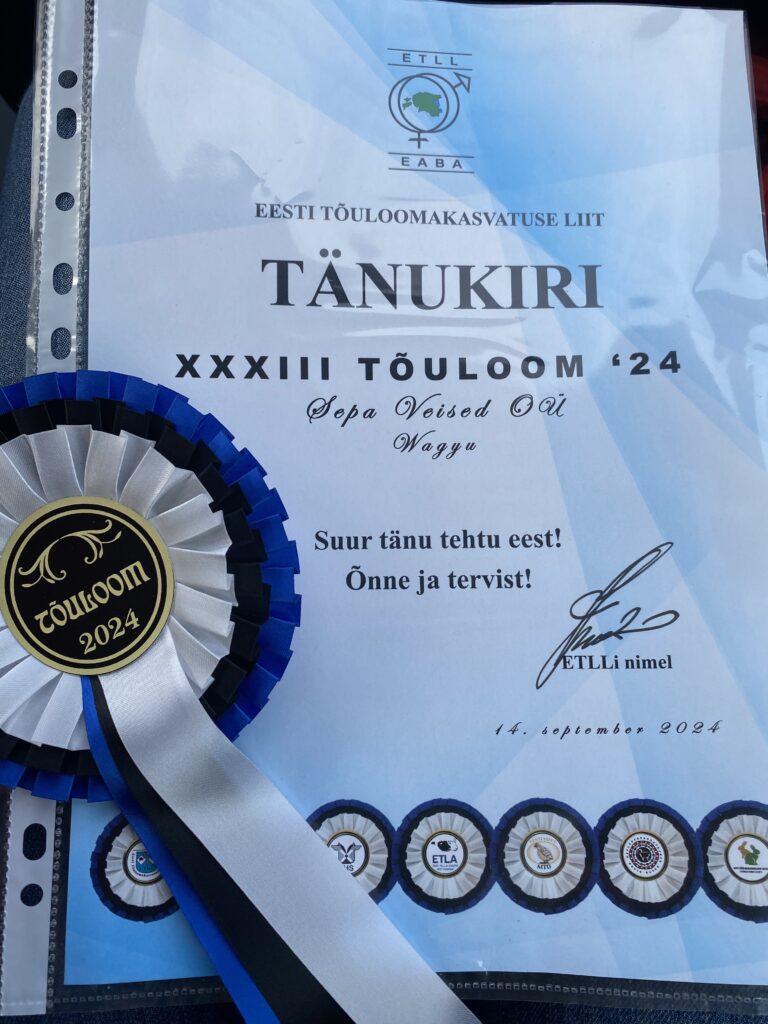 ETLL
EABA
EESTI TÕULOOMAKASVATUSE LIIT
TÄNUKIRI
XXXIII TÕULOOM ‘24
Sepa Veised OÜ
Wagyu
Suur tänu tehtu eest!
Õnne ja tervist!
ETLLi nimel
14. september 2024
TÕULOOM
2024
ETLA
MTÜ